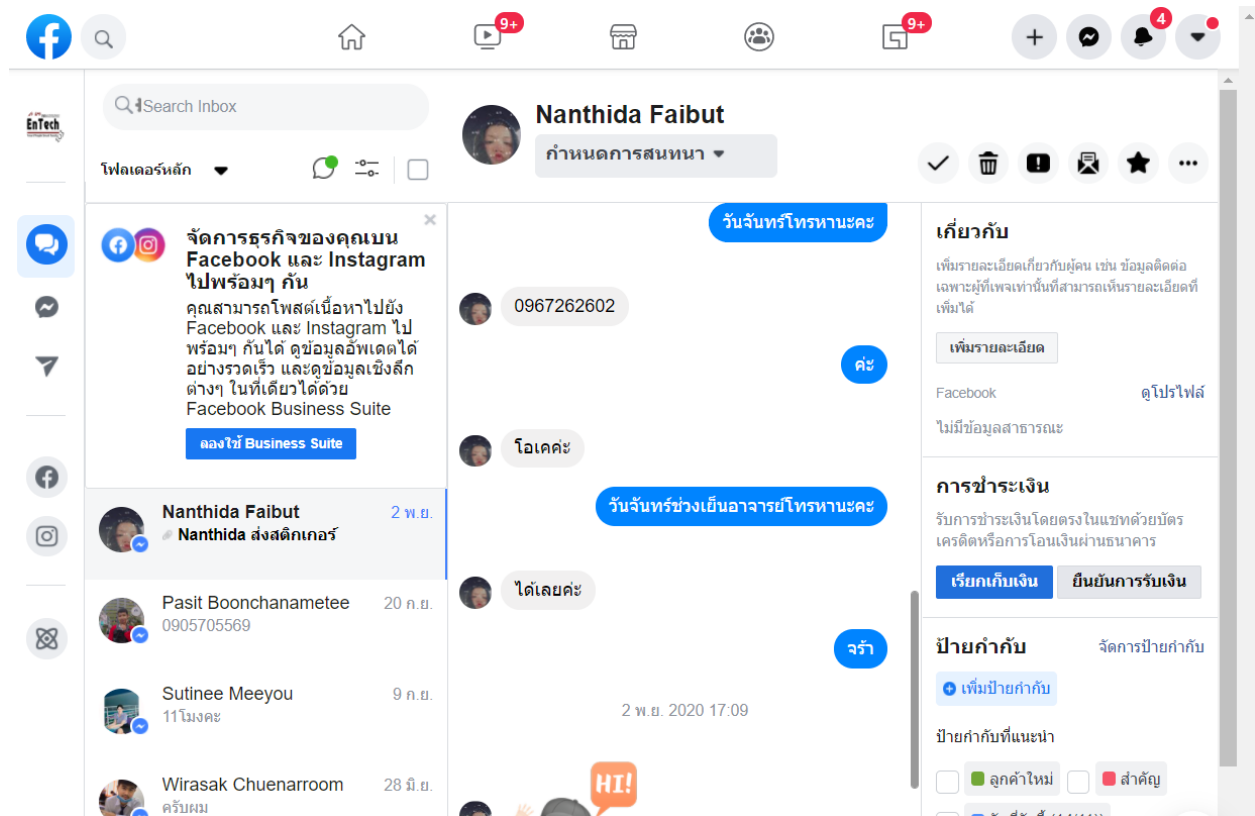 9+
9+
4
EnTech
Search Inbox
โฟลเดอร์หลัก
Nanthida Faibut
กำหนดการสนทนา
จัดการธุรกิจของคุณบน
Facebook และ Instagram
ไปพร้อมๆ กัน
คุณสามารถโพสต์เนื้อหาไปยัง
Facebook และ Instagram ไป
พร้อมๆ กันได้ ดูข้อมูลอัพเดตได้
อย่างรวดเร็ว และดูข้อมูลเชิงลึก
ต่างๆ ในที่เดียวได้ด้วย
Facebook Business Suite
ลองใช้ Business Suite
Nanthida Faibut 2 พ.ย.
Nanthida ส่งสติกเกอร์
Pasit Boonchanametee 20 ก.ย.
0905705569
Sutinee Meeyou 9 ก.ย.
11โมงคะ
Wirasak Chuenarroom 28 มิ.ย.
ครับผม
วันจันทร์โทรหานะคะ
0967262602
ค่ะ
โอเคค่ะ
วันจันทร์ช่วงเย็นอาจารย์โทรหานะคะ
ได้เลยค่ะ
จร้า
2 พ.ย. 2020 17:09
HI!
เกี่ยวกับ
เพิ่มรายละเอียดเกี่ยวกับผู้คน เช่น ข้อมูลติดต่อ
เฉพาะผู้ที่เพจเท่านั้นที่สามารถเห็นรายละเอียดที่
เพิ่มได้
เพิ่มรายละเอียด
Facebook ดูโปรไฟล์
ไม่มีข้อมูลสาธารณะ
การชำระเงิน
รับการชำระเงินโดยตรงในแชทด้วยบัตร
เครดิตหรือการโอนเงินผ่านธนาคาร
เรียกเก็บเงิน ยืนยันการรับเงิน
ป้ายกำกับ จัดการป้ายกำกับ
เพิ่มป้ายกำกับ
ป้ายกำกับที่แนะนำ
ลูกค้าใหม่ สำคัญ